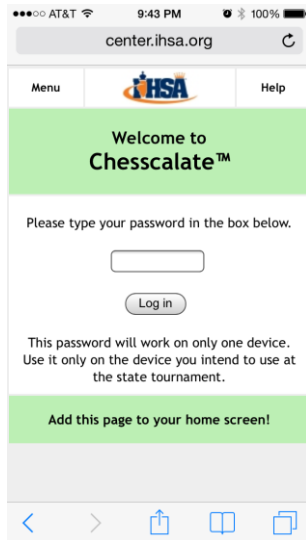 AT&T 9:43 PM 100%
center.ihsa.org
Menu IHSA Help
Welcome to
Chesscalate™
Please type your password in the box below.
Log in
This password will work on only one device.
Use it only on the device you intend to use at
the state tournament.
Add this page to your home screen!